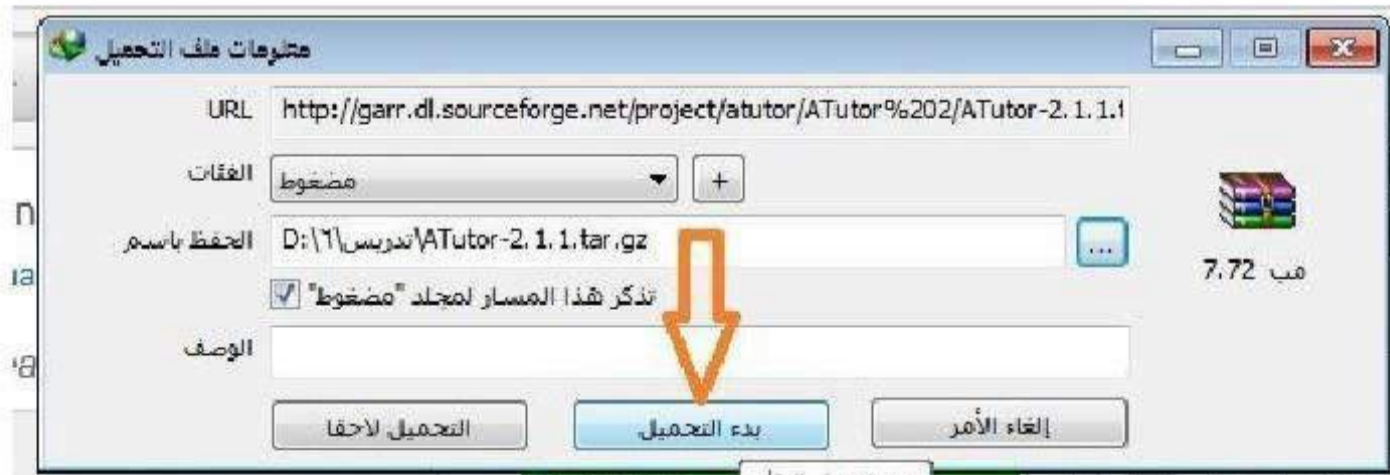 معلومات ملف التحميل
URL http://garr.dl.sourceforge.net/project/atutor/ATutor%202/ATutor-2.1.1.t
الفئات مضغوط +
الحفظ باسم D:\تدريس\٦\ATutor-2.1.1.tar.gz ...
7.72 مب
تذكر هذا المسار لمجلد "مضغوط"
الوصف
التحميل لاحقا بدء التحميل إلغاء الأمر